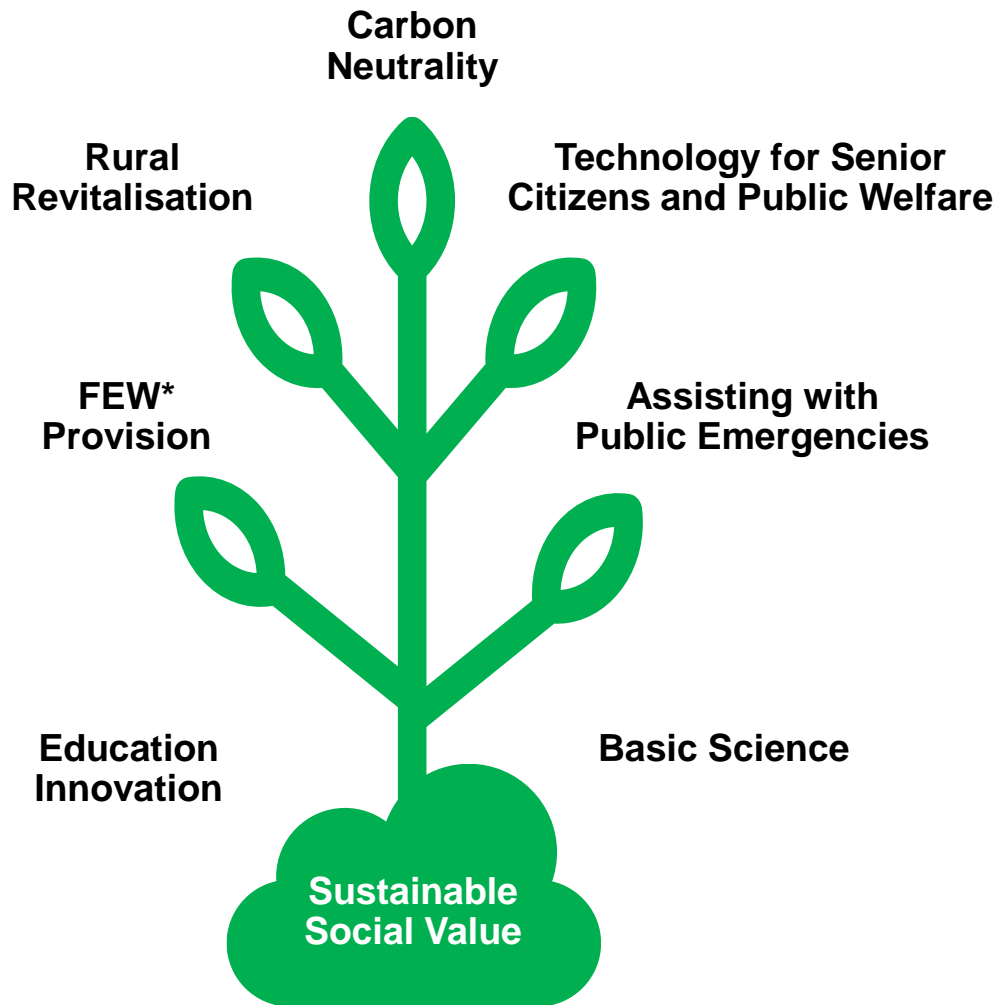 Carbon
Neutrality
Rural
Revitalisation
Technology for Senior
Citizens and Public Welfare
FEW*
Provision
Assisting with
Public Emergencies
Education
Innovation
Basic Science
Sustainable
Social Value